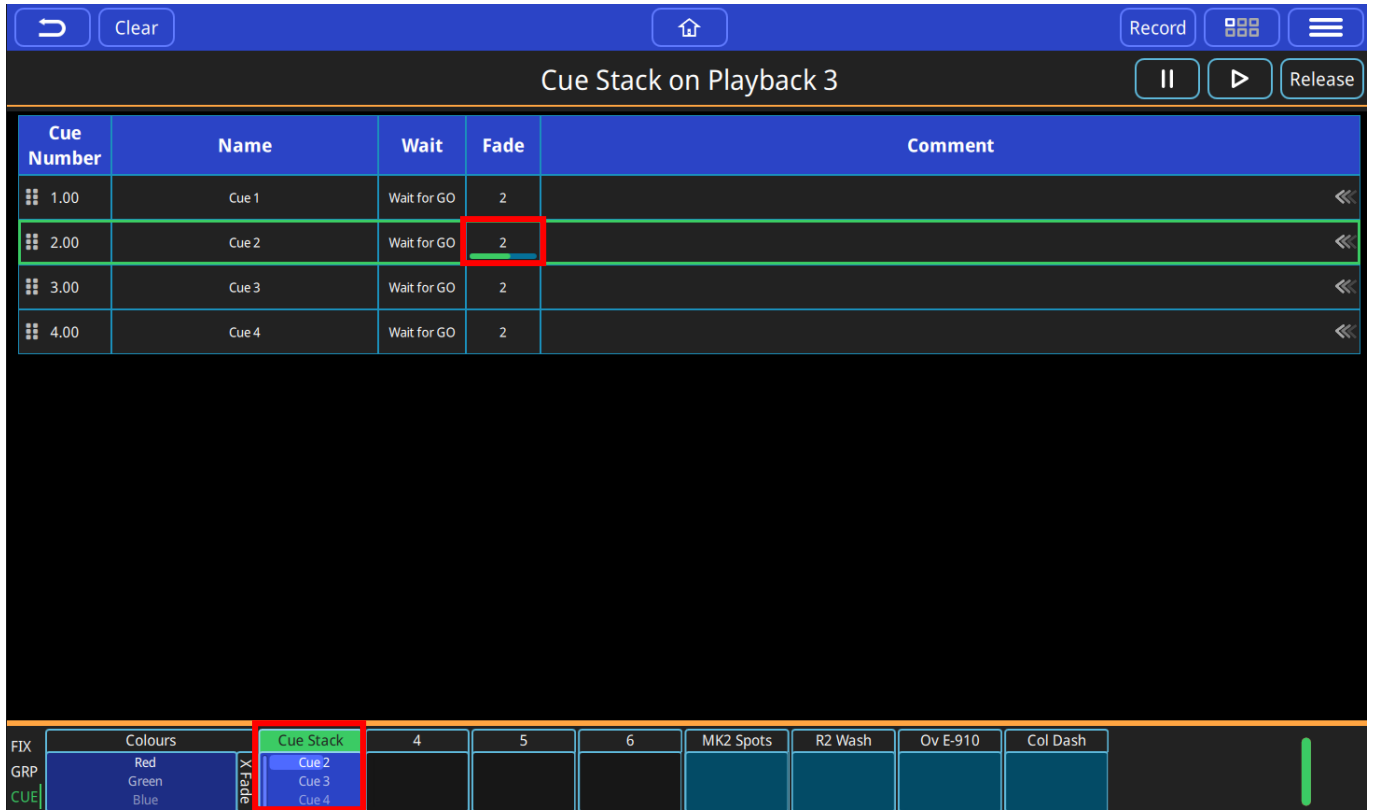 Clear
Record
Cue Stack on Playback 3
Release
Cue Number Name Wait Fade Comment
1.00 Cue 1 Wait for GO 2
2.00 Cue 2 Wait for GO 2
3.00 Cue 3 Wait for GO 2
4.00 Cue 4 Wait for GO 2
FIX
GRP
CUE
Colours
Red
Green
Blue
X Fade
Cue Stack
Cue 2
Cue 3
Cue 4
4
5
6
MK2 Spots
R2 Wash
Ov E-910
Col Dash